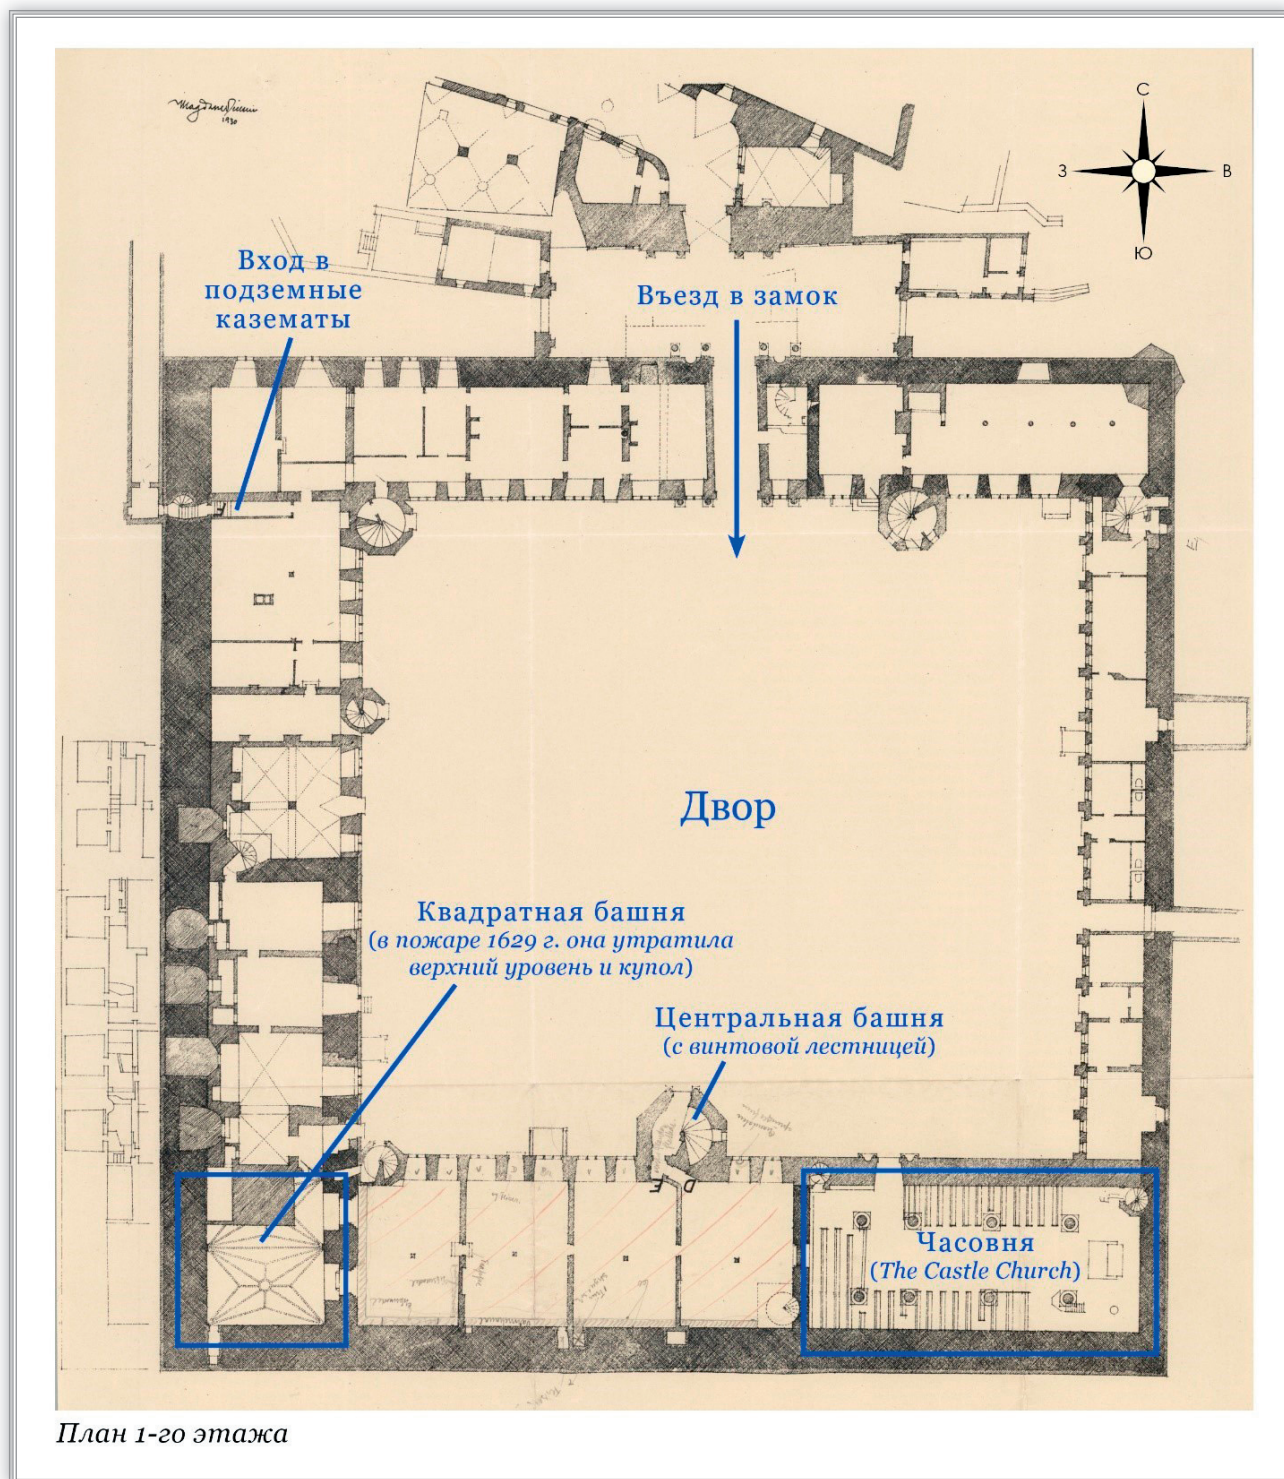 1930
С
З
В
Ю
Вход в
подземные
казематы
Въезд в замок
Двор
Квадратная башня
(в пожаре 1629 г. она утратила
верхний уровень и купол)
Центральная башня
(с винтовой лестницей)
E
D
Часовня
(The Castle Church)
План 1-го этажа